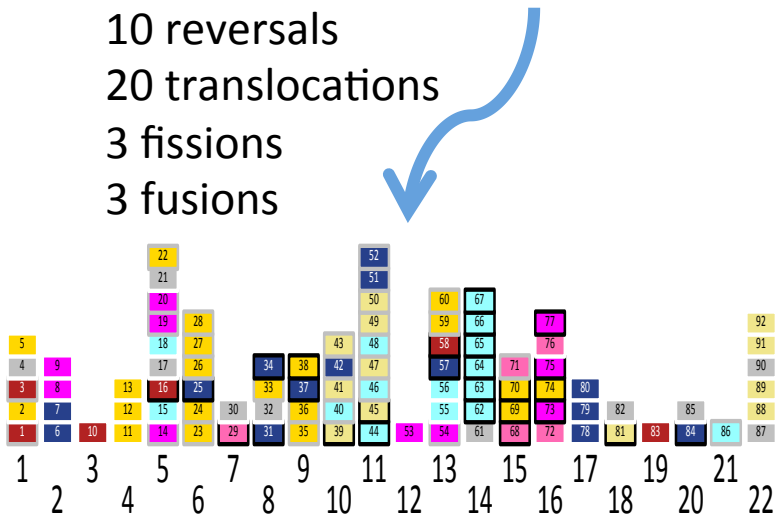 10 reversals
20 translocations
3 fissions
3 fusions
22 52
21 51
20 50 60 67
19 28 49 59 66 77 92
5 18 27 43 48 58 65 76 91
4 9 17 26 34 38 42 47 57 64 71 75 90
3 8 13 16 25 33 37 41 46 56 63 70 74 80 89
2 7 12 15 24 30 32 36 40 45 55 62 69 73 79 82 85 88
1 6 10 11 14 23 29 31 35 39 44 53 54 61 68 72 78 81 83 84 86 87
1 3 5 7 9 11 13 15 17 19 21
2 4 6 8 10 12 14 16 18 20 22